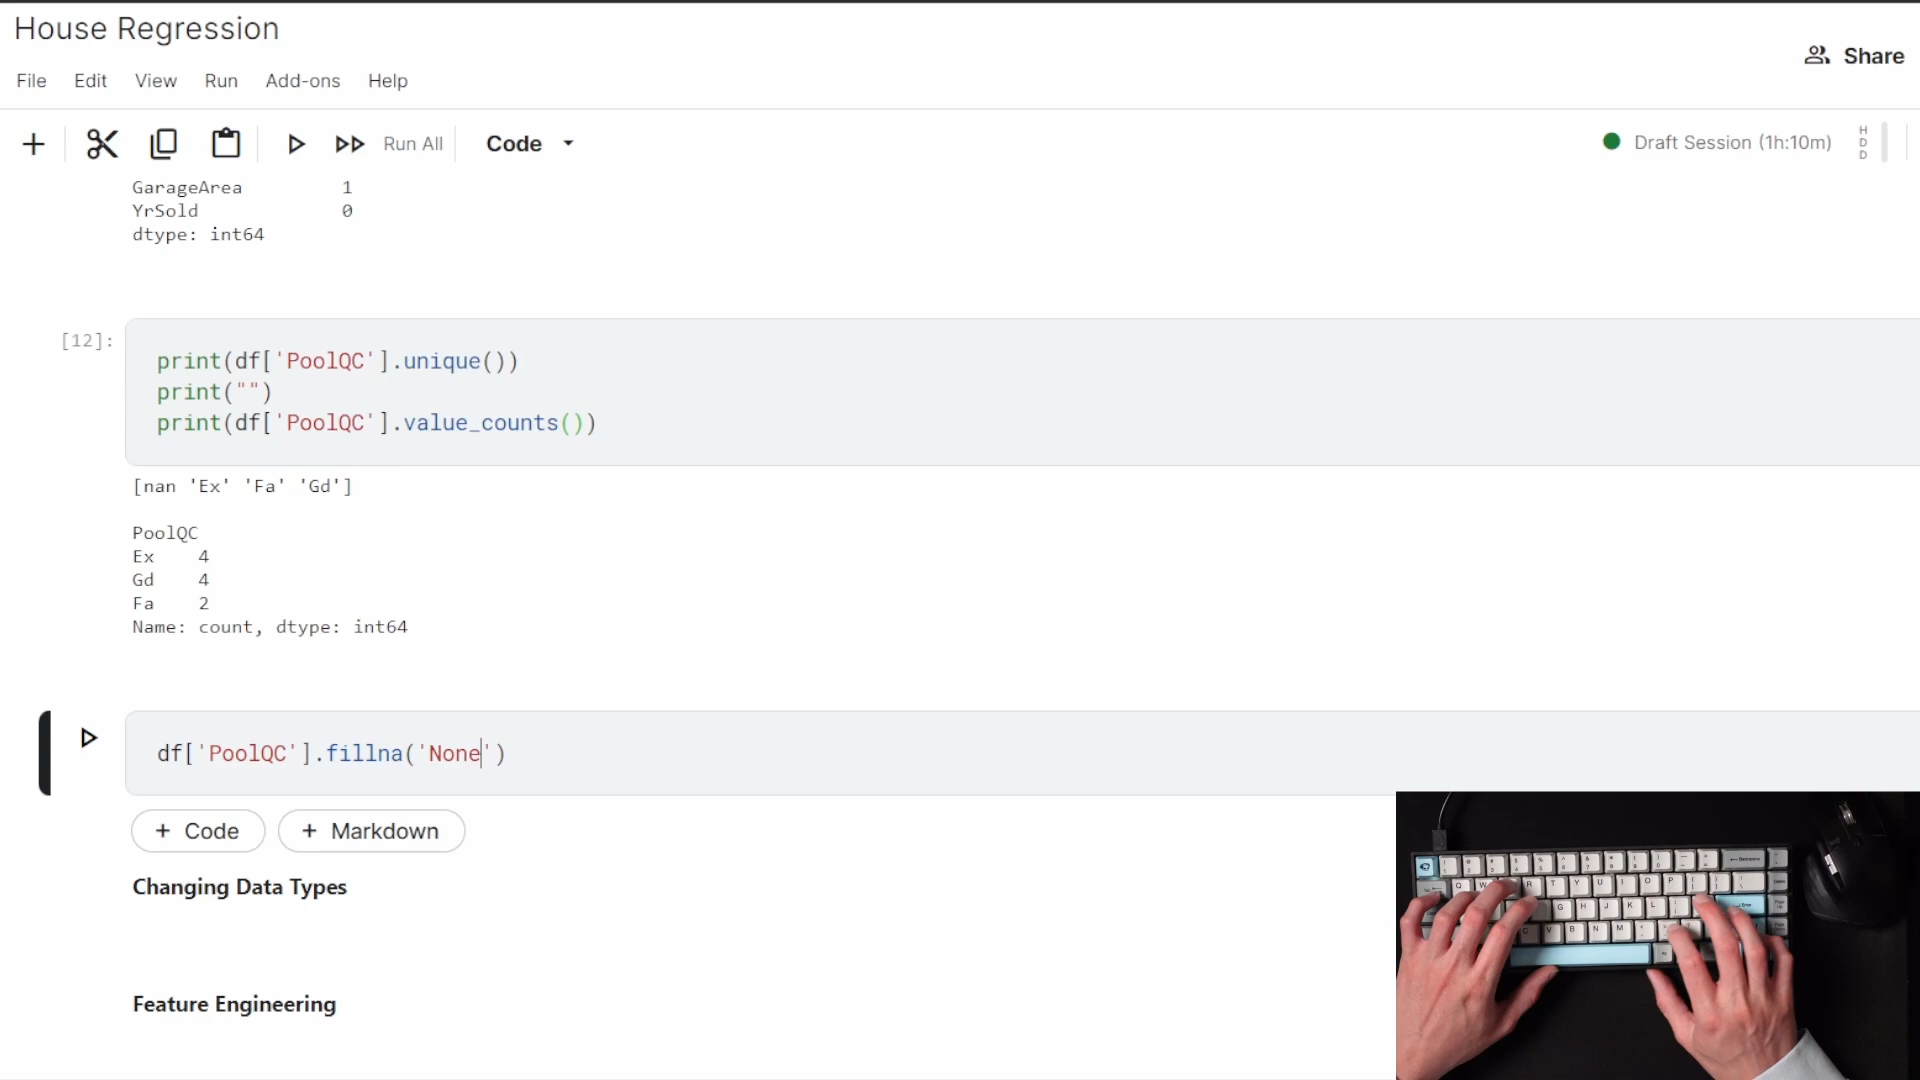 House Regression
Share
File Edit View Run Add-ons Help
Run All Code
Draft Session (1h:10m)
HDD
GarageArea 1
YrSold 0
dtype: int64
[12]:
print(df['PoolQC'].unique())
print("")
print(df['PoolQC'].value_counts())
[nan 'Ex' 'Fa' 'Gd']
PoolQC
Ex 4
Gd 4
Fa 2
Name: count, dtype: int64
df['PoolQC'].fillna('None')
+ Code + Markdown
Changing Data Types
Feature Engineering